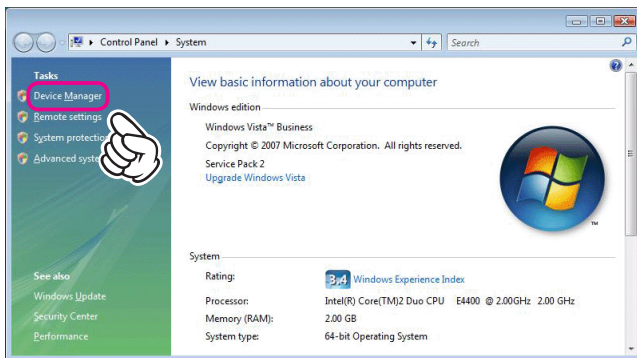 Control Panel ▸ System
Search
Tasks
Device Manager
Remote settings
System protection
Advanced syste
See also
Windows Update
Security Center
Performance
View basic information about your computer
Windows edition
Windows Vista™ Business
Copyright © 2007 Microsoft Corporation. All rights reserved.
Service Pack 2
Upgrade Windows Vista
TM
System
Rating:
3.4 Windows Experience Index
Processor:
Intel(R) Core(TM)2 Duo CPU E4400 @ 2.00GHz 2.00 GHz
Memory (RAM):
2.00 GB
System type:
64-bit Operating System